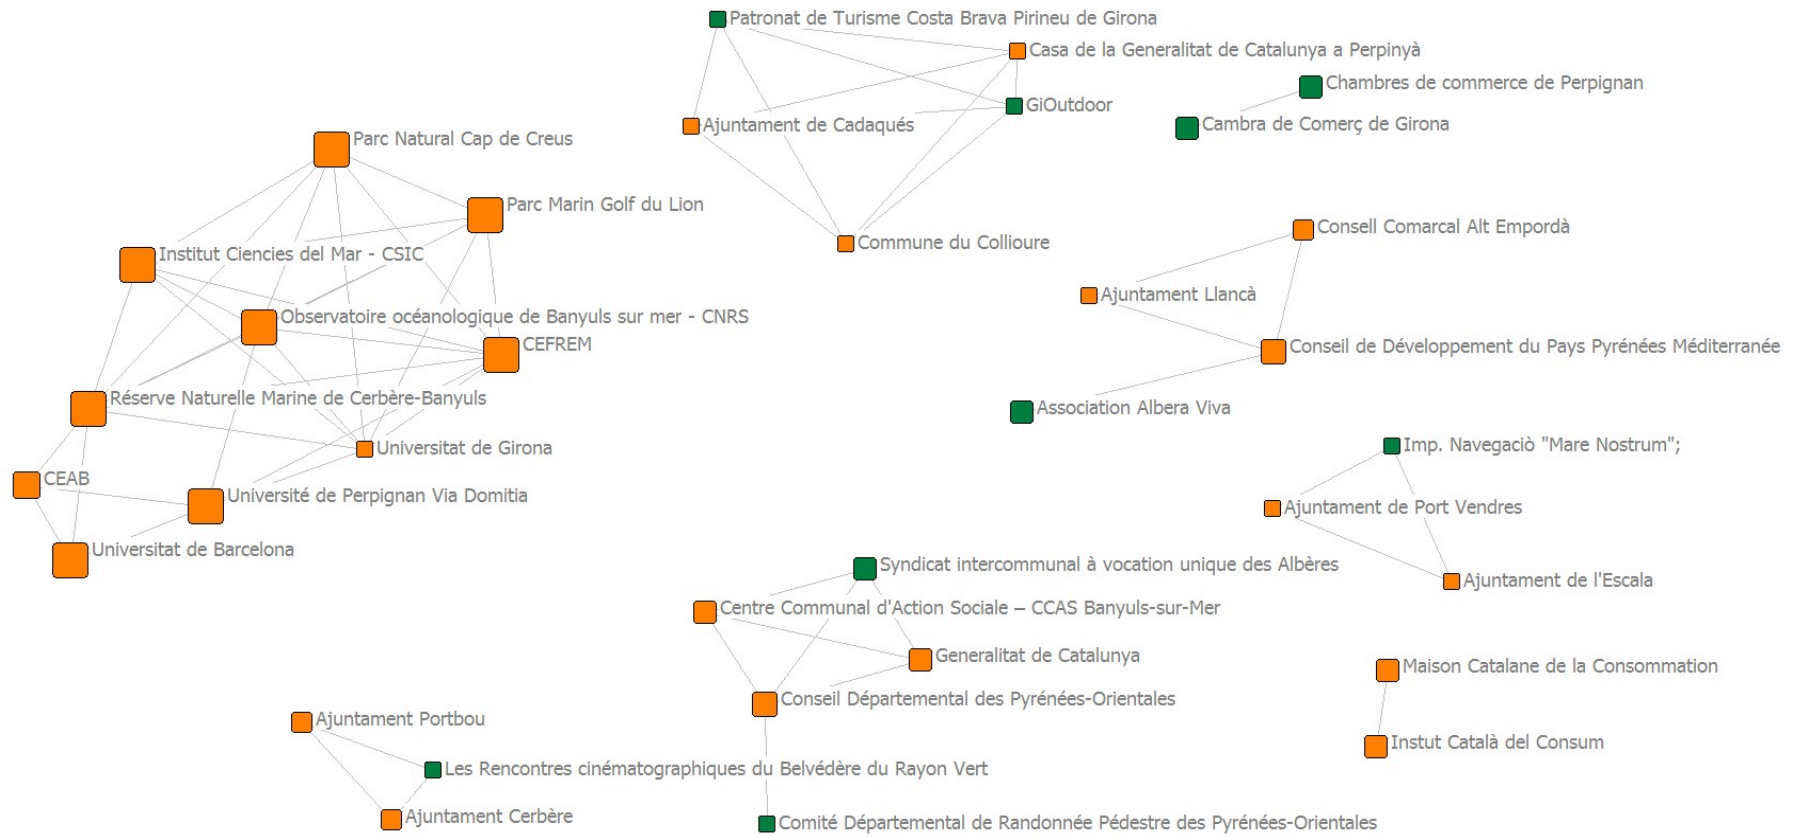 Patronat de Turisme Costa Brava Pirineu de Girona
Casa de la Generalitat de Catalunya a Perpinyà
Chambres de commerce de Perpignan
GiOutdoor
Cambra de Comerç de Girona
Ajuntament de Cadaqués
Parc Natural Cap de Creus
Parc Marin Golf du Lion
Consell Comarcal Alt Empordà
Commune du Collioure
Institut Ciencies del Mar - CSIC
Ajuntament Llancà
Observatoire océanologique de Banyuls sur mer - CNRS
CEFREM
Conseil de Développement du Pays Pyrénées Méditerranée
Réserve Naturelle Marine de Cerbère-Banyuls
Association Albera Viva
Universitat de Girona
Imp. Navegaciò "Mare Nostrum";
CEAB
Université de Perpignan Via Domitia
Ajuntament de Port Vendres
Universitat de Barcelona
Syndicat intercommunal à vocation unique des Albères
Ajuntament de l'Escala
Centre Communal d'Action Sociale – CCAS Banyuls-sur-Mer
Generalitat de Catalunya
Maison Catalane de la Consommation
Conseil Départemental des Pyrénées-Orientales
Ajuntament Portbou
Instut Català del Consum
Les Rencontres cinématographiques du Belvédère du Rayon Vert
Ajuntament Cerbère
Comité Départemental de Randonnée Pédestre des Pyrénées-Orientales